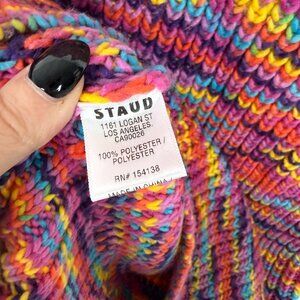 STAUD
1161 LOGAN ST
LOS ANGELES,
CA90026
100% POLYESTER /
POLYESTER
RN# 154138
MADE IN CHINA